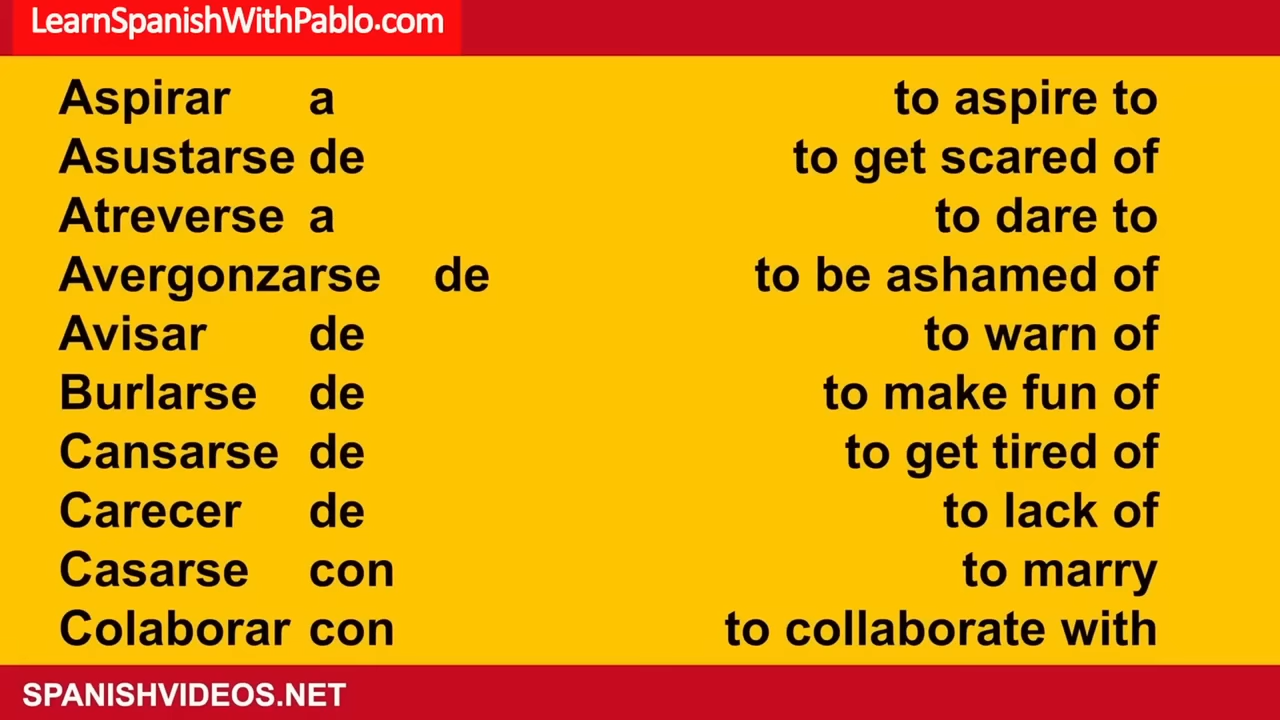 LearnSpanishWithPablo.com
Aspirar a to aspire to
Asustarse de to get scared of
Atreverse a to dare to
Avergonzarse de to be ashamed of
Avisar de to warn of
Burlarse de to make fun of
Cansarse de to get tired of
Carecer de to lack of
Casarse con to marry
Colaborar con to collaborate with
SPANISHVIDEOS.NET